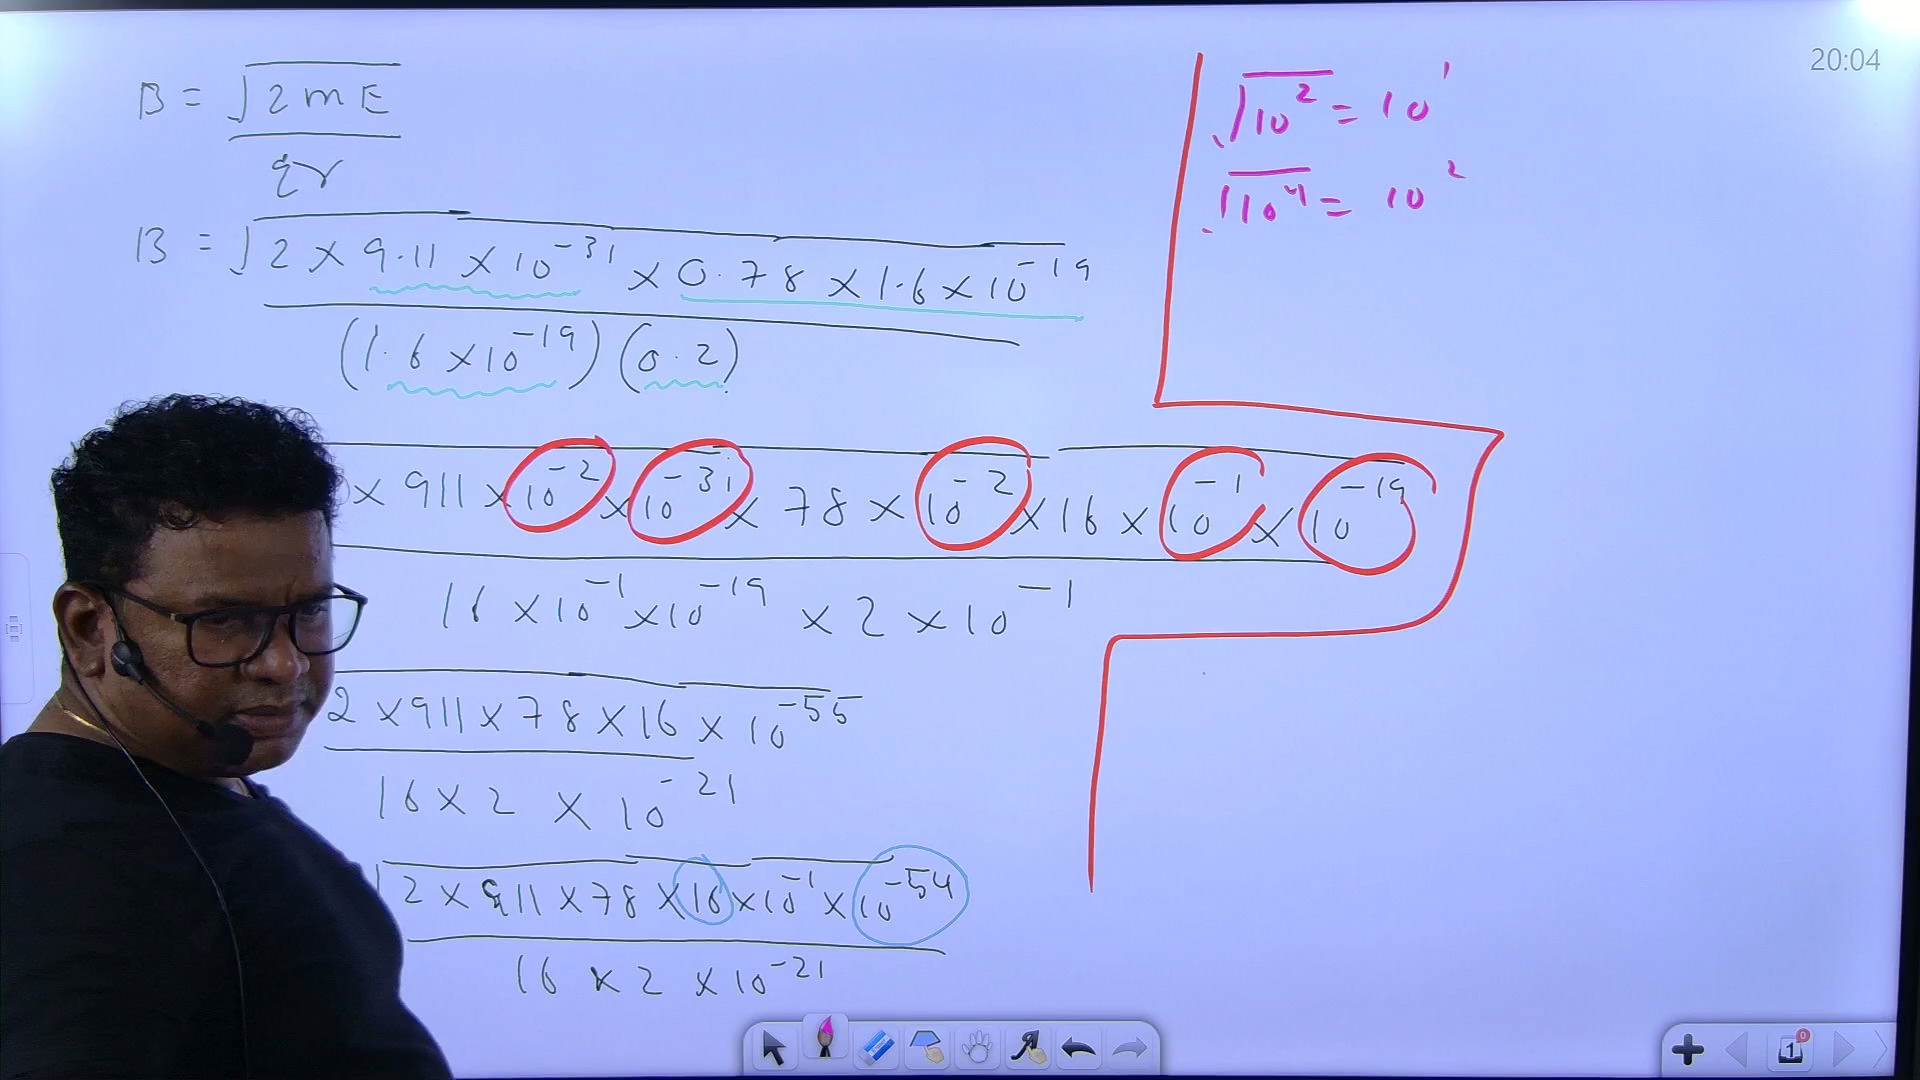 20:04
B = √2mE
qr
B = √2 × 9.11 × 10⁻³¹ × 0.78 × 1.6 × 10⁻¹⁹
(1.6 × 10⁻¹⁹) (0.2)
× 911 × 10⁻² × 10⁻³¹ × 78 × 10⁻² × 16 × 10⁻¹ × 10⁻¹⁹
16 × 10⁻¹ × 10⁻¹⁹ × 2 × 10⁻¹
2 × 911 × 78 × 16 × 10⁻⁵⁵
16 × 2 × 10⁻²¹
√2 × 911 × 78 × 16 × 10⁻¹ × 10⁻⁵⁴
16 × 2 × 10⁻²¹
√10² = 10¹
√10⁴ = 10²
1
0